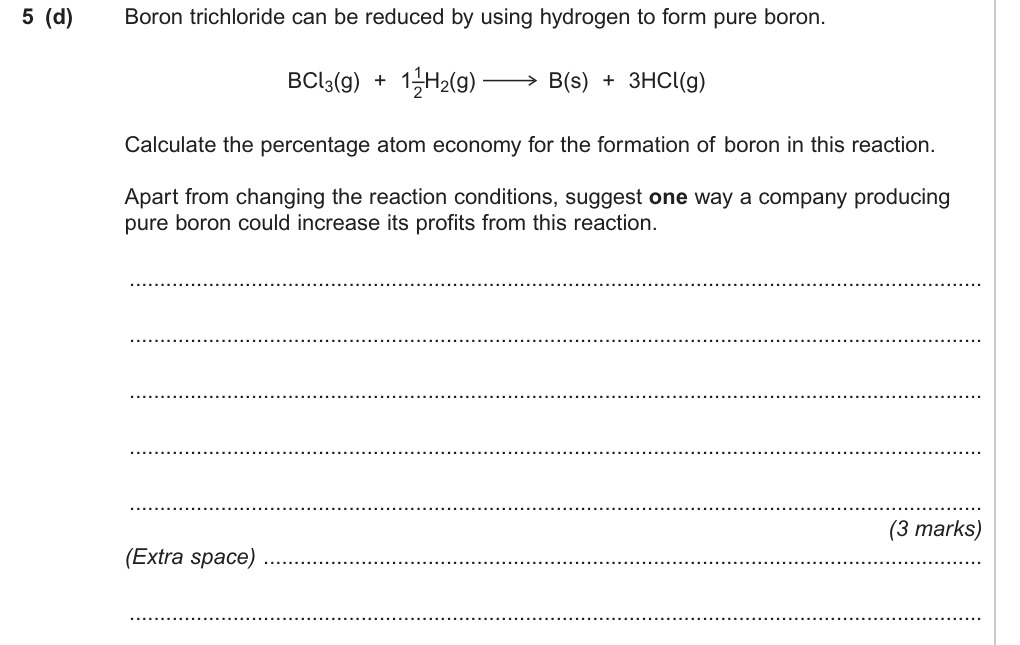 5 (d) Boron trichloride can be reduced by using hydrogen to form pure boron.
BCl₃(g) + 1½H₂(g) ⟶ B(s) + 3HCl(g)
Calculate the percentage atom economy for the formation of boron in this reaction.
Apart from changing the reaction conditions, suggest one way a company producing
pure boron could increase its profits from this reaction.
(3 marks)
(Extra space)